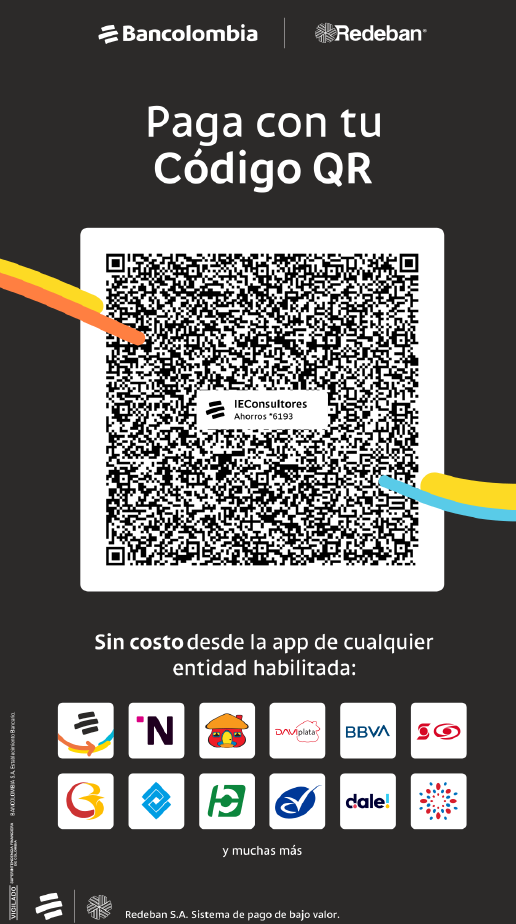 Bancolombia
Redeban
Paga con tu
Código QR
IEConsultores
Ahorros *6193
Sin costo desde la app de cualquier
entidad habilitada:
N
DAVIplata
BBVA
dale!
y muchas más
BANCOLOMBIA S.A. Establecimiento Bancario.
VIGILADO SUPERINTENDENCIA FINANCIERA
DE COLOMBIA
Redeban S.A. Sistema de pago de bajo valor.